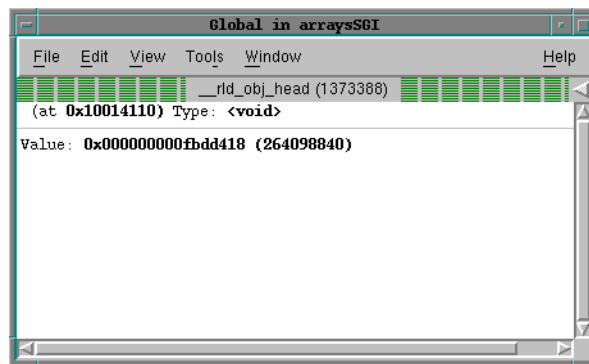 Global in arraysSGI
File Edit View Tools Window Help
__rld_obj_head (1373388)
(at 0x10014110) Type: <void>
Value: 0x000000000fbdd418 (264098840)